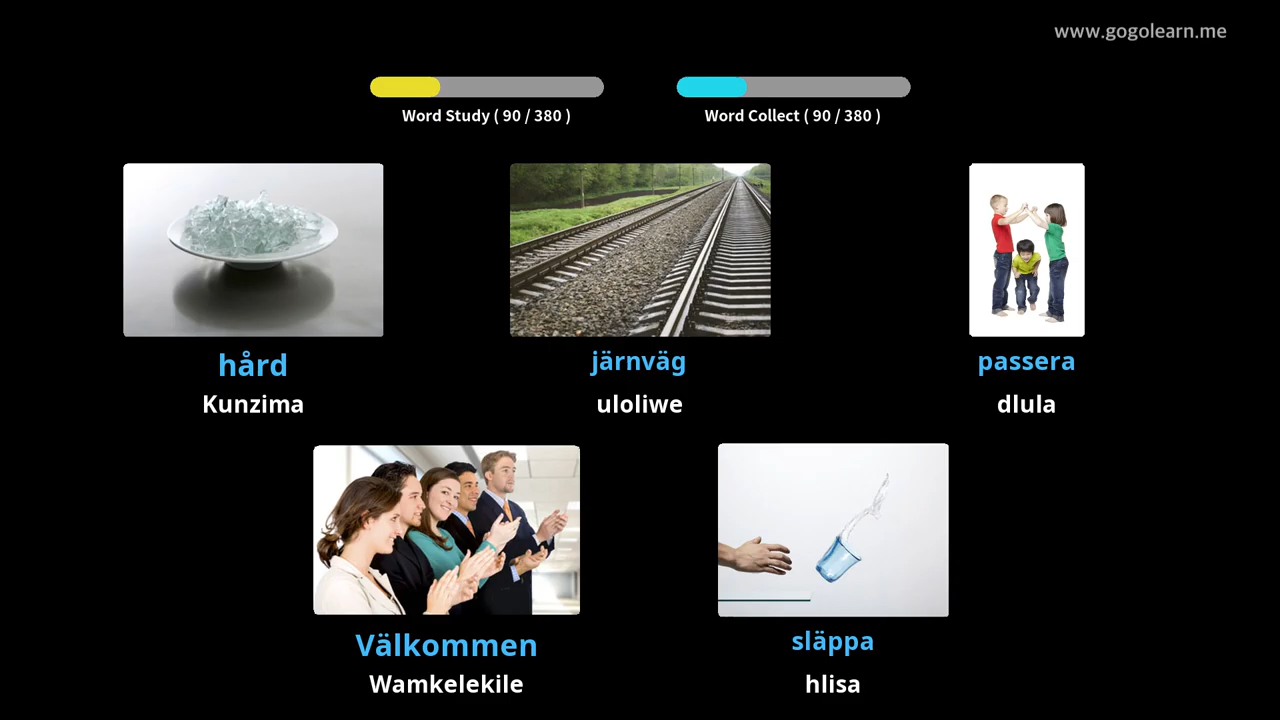 www.gogolearn.me
Word Study ( 90 / 380 )
Word Collect ( 90 / 380 )
hård
Kunzima
järnväg
uloliwe
passera
dlula
Välkommen
Wamkelekile
släppa
hlisa